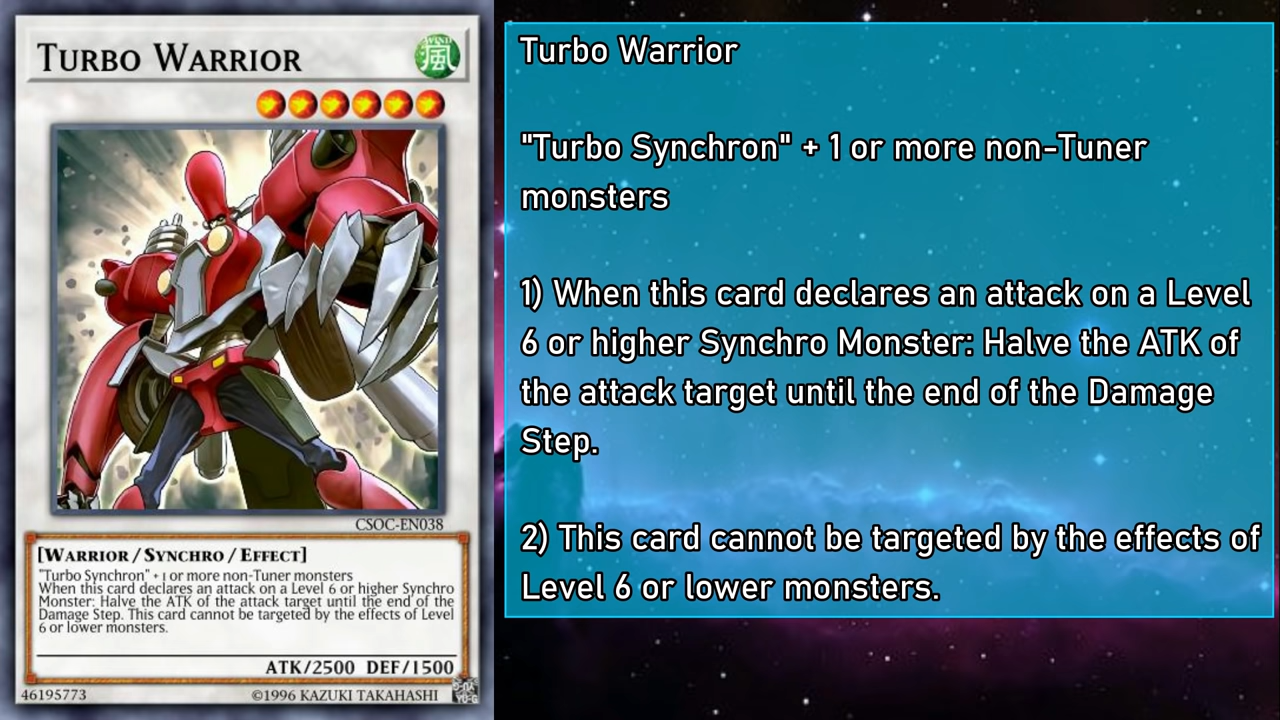 TURBO WARRIOR
WIND
風
CSOC-EN038
[WARRIOR / SYNCHRO / EFFECT]
"Turbo Synchron" + 1 or more non-Tuner monsters
When this card declares an attack on a Level 6 or higher Synchro
Monster: Halve the ATK of the attack target until the end of the
Damage Step. This card cannot be targeted by the effects of Level
6 or lower monsters.
ATK/2500 DEF/1500
46195773
©1996 KAZUKI TAKAHASHI
Turbo Warrior
"Turbo Synchron" + 1 or more non-Tuner
monsters
1) When this card declares an attack on a Level
6 or higher Synchro Monster: Halve the ATK of
the attack target until the end of the Damage
Step.
2) This card cannot be targeted by the effects of
Level 6 or lower monsters.